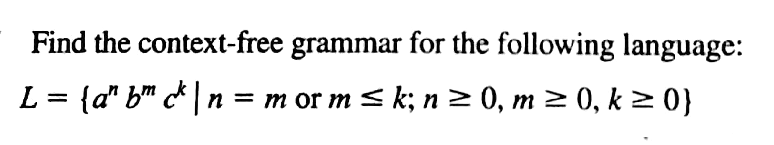 Find the context-free grammar for the following language:
L = {aⁿ bᵐ cᵏ | n = m or m ≤ k; n ≥ 0, m ≥ 0, k ≥ 0}